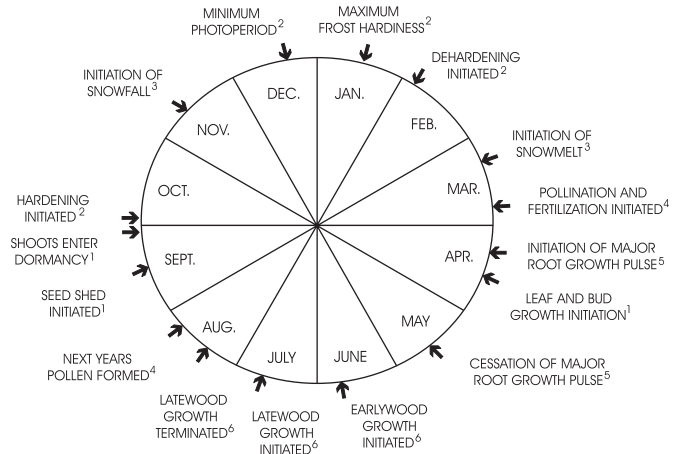 MINIMUM
PHOTOPERIOD²
MAXIMUM
FROST HARDINESS²
DEHARDENING
INITIATED²
INITIATION OF
SNOWMELT³
POLLINATION AND
FERTILIZATION INITIATED⁴
INITIATION OF MAJOR
ROOT GROWTH PULSE⁵
LEAF AND BUD
GROWTH INITIATION¹
CESSATION OF MAJOR
ROOT GROWTH PULSE⁵
EARLYWOOD
GROWTH
INITIATED⁶
LATEWOOD
GROWTH
INITIATED⁶
LATEWOOD
GROWTH
TERMINATED⁶
NEXT YEARS
POLLEN FORMED⁴
SEED SHED
INITIATED¹
SHOOTS ENTER
DORMANCY¹
HARDENING
INITIATED²
INITIATION OF
SNOWFALL³
JAN.
FEB.
MAR.
APR.
MAY
JUNE
JULY
AUG.
SEPT.
OCT.
NOV.
DEC.